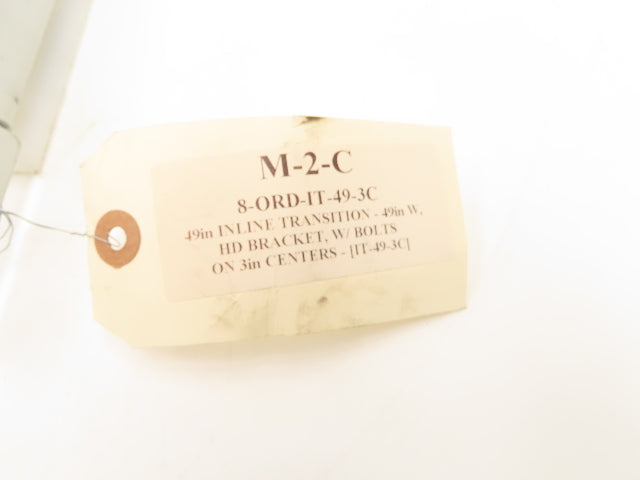 M-2-C
8-ORD-IT-49-3C
49in INLINE TRANSITION - 49in W,
HD BRACKET, W/ BOLTS
ON 3in CENTERS - [IT-49-3C]